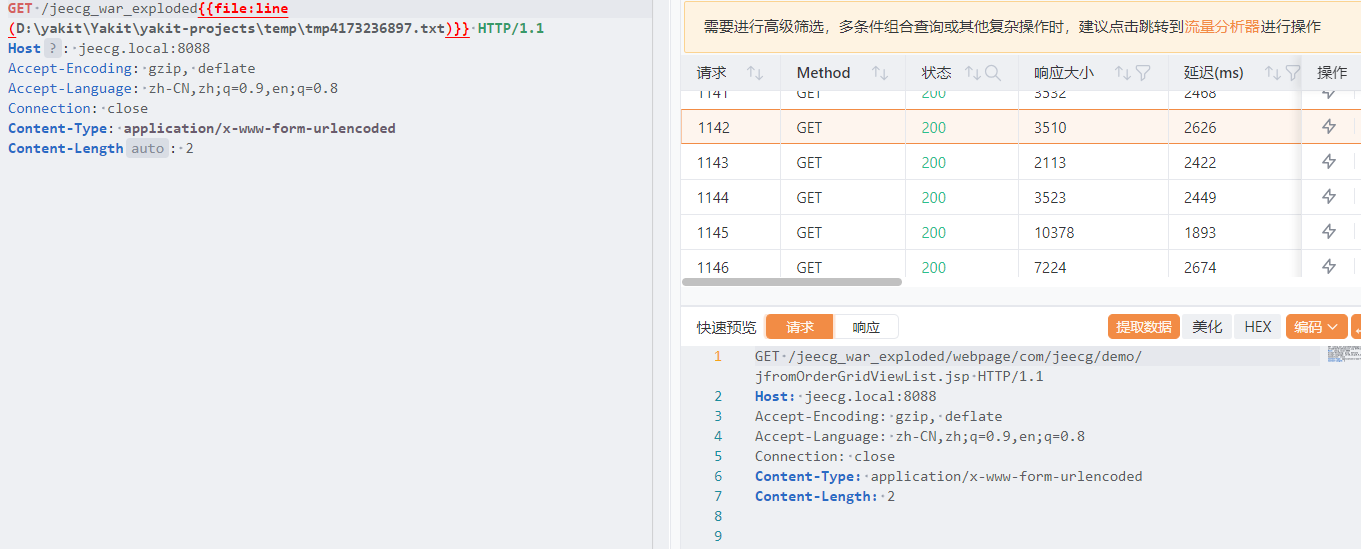 GET /jeecg_war_exploded{{file:line
(D:\yakit\Yakit\yakit-projects\temp\tmp4173236897.txt)}} HTTP/1.1
Host ? : jeecg.local:8088
Accept-Encoding: gzip, deflate
Accept-Language: zh-CN,zh;q=0.9,en;q=0.8
Connection: close
Content-Type: application/x-www-form-urlencoded
Content-Length auto : 2
需要进行高级筛选，多条件组合查询或其他复杂操作时，建议点击跳转到流量分析器进行操作
请求 Method 状态 响应大小 延迟(ms) 操作
1141 GET 200 3532 2468
1142 GET 200 3510 2626
1143 GET 200 2113 2422
1144 GET 200 3523 2449
1145 GET 200 10378 1893
1146 GET 200 7224 2674
快速预览 请求 响应 提取数据 美化 HEX 编码
1 GET /jeecg_war_exploded/webpage/com/jeecg/demo/
jfromOrderGridViewList.jsp HTTP/1.1
2 Host: jeecg.local:8088
3 Accept-Encoding: gzip, deflate
4 Accept-Language: zh-CN,zh;q=0.9,en;q=0.8
5 Connection: close
6 Content-Type: application/x-www-form-urlencoded
7 Content-Length: 2
8
9